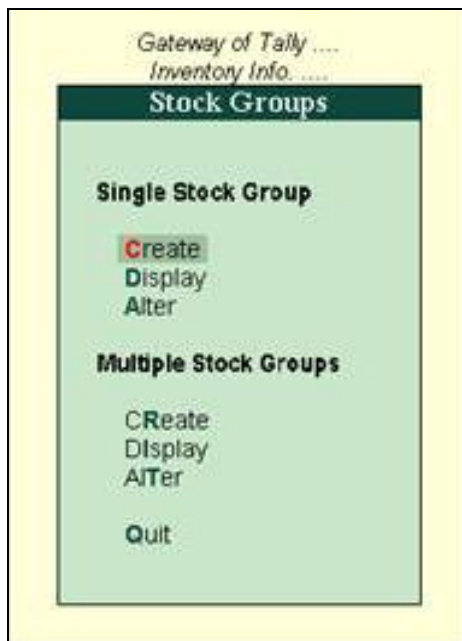 Gateway of Tally ....
Inventory Info. ....
Stock Groups
Single Stock Group
Create
Display
Alter
Multiple Stock Groups
CReate
DIsplay
AlTer
Quit